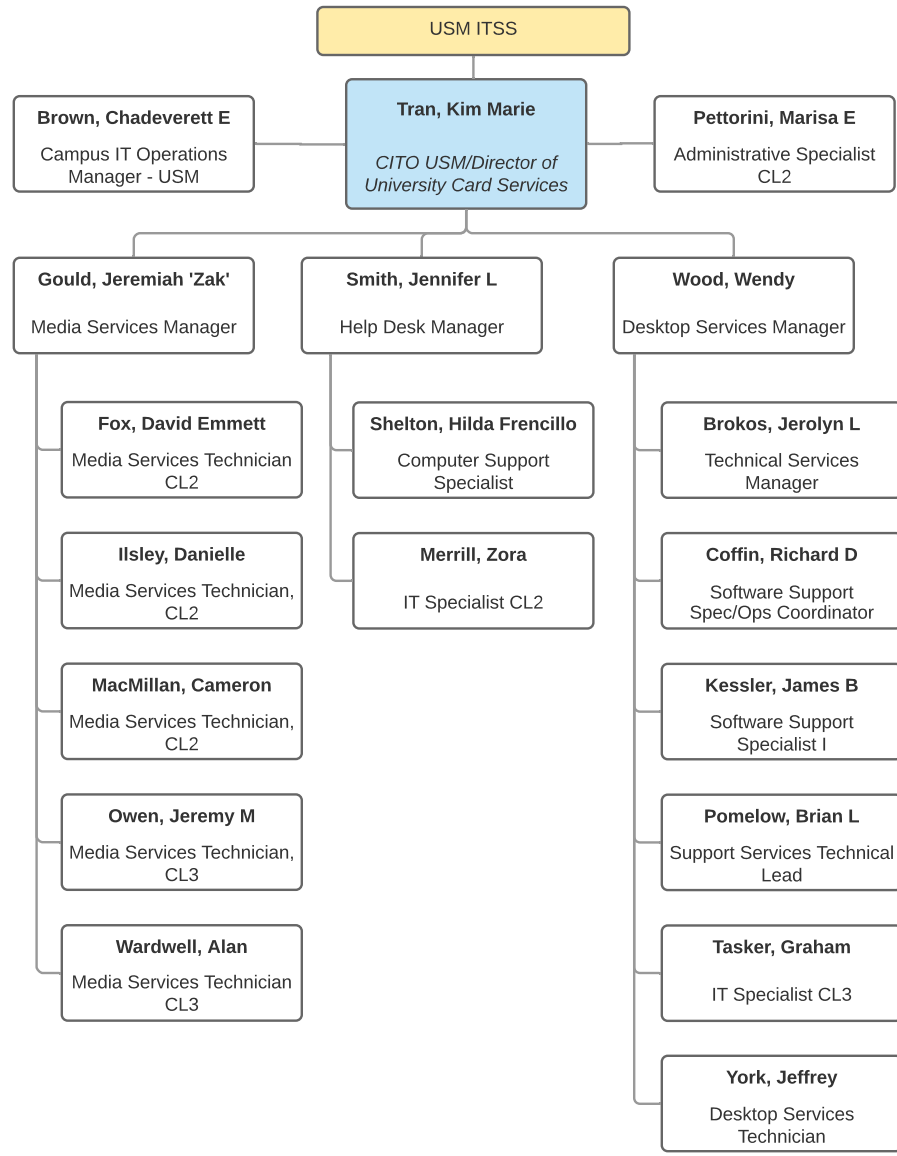 USM ITSS
Brown, Chadeverett E
Campus IT Operations
Manager - USM
Tran, Kim Marie
CITO USM/Director of
University Card Services
Pettorini, Marisa E
Administrative Specialist
CL2
Gould, Jeremiah 'Zak'
Media Services Manager
Smith, Jennifer L
Help Desk Manager
Wood, Wendy
Desktop Services Manager
Fox, David Emmett
Media Services Technician
CL2
Ilsley, Danielle
Media Services Technician,
CL2
MacMillan, Cameron
Media Services Technician,
CL2
Owen, Jeremy M
Media Services Technician,
CL3
Wardwell, Alan
Media Services Technician
CL3
Shelton, Hilda Frencillo
Computer Support
Specialist
Merrill, Zora
IT Specialist CL2
Brokos, Jerolyn L
Technical Services
Manager
Coffin, Richard D
Software Support
Spec/Ops Coordinator
Kessler, James B
Software Support
Specialist I
Pomelow, Brian L
Support Services Technical
Lead
Tasker, Graham
IT Specialist CL3
York, Jeffrey
Desktop Services
Technician